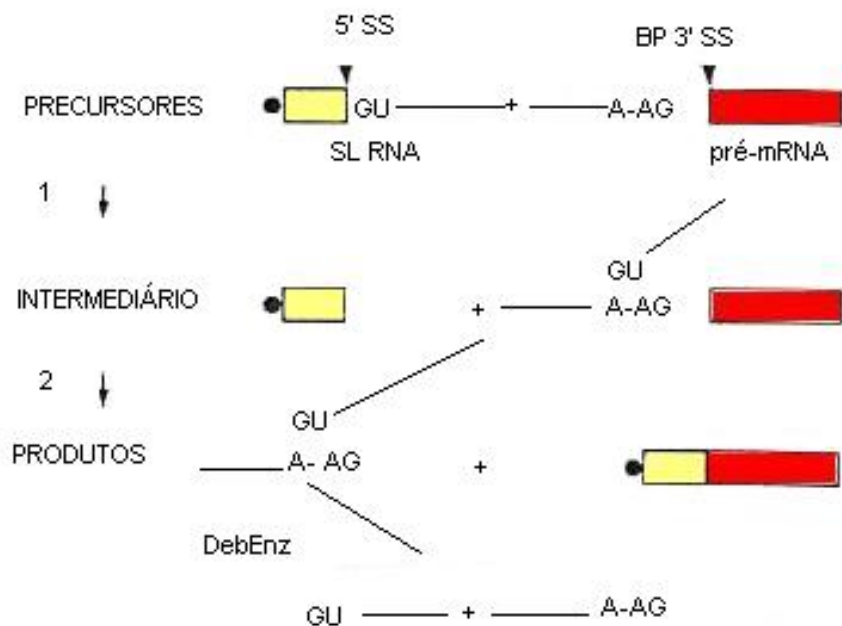 5' SS BP 3' SS
PRECURSORES GU + A-AG
SL RNA pré-mRNA
1
GU
INTERMEDIÁRIO + A-AG
2
GU
PRODUTOS A- AG +
DebEnz
GU + A-AG